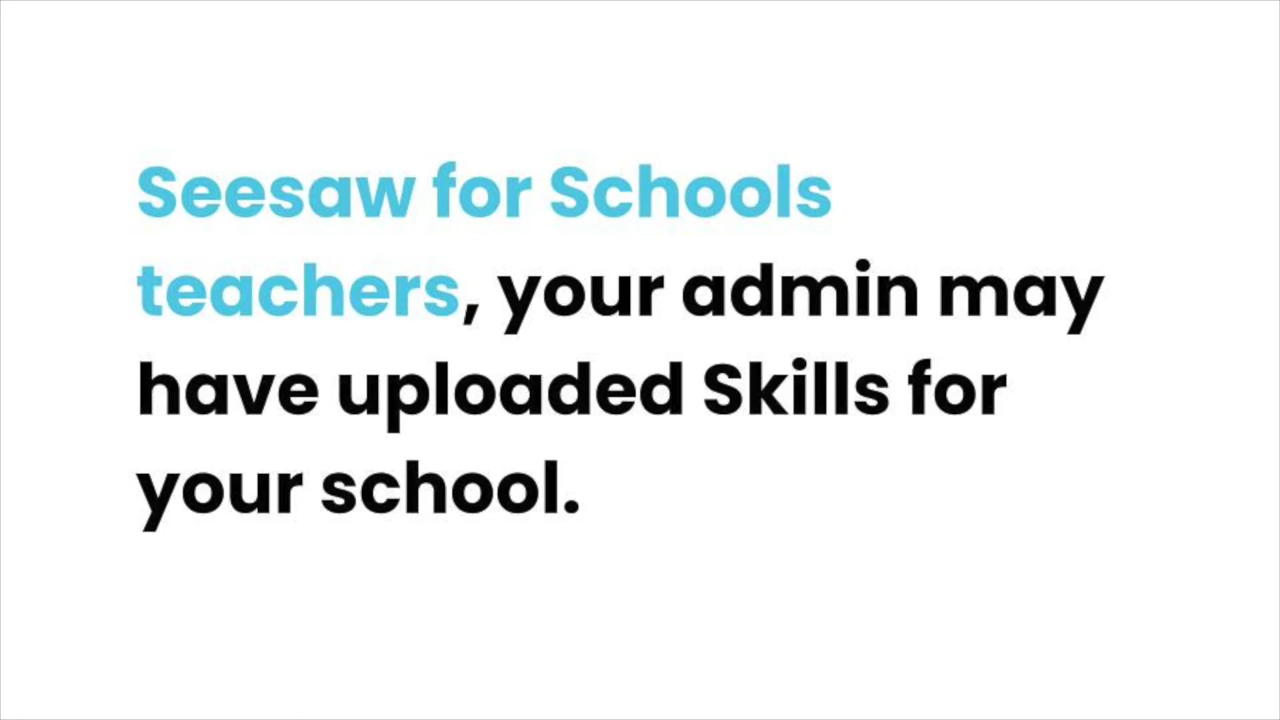 Seesaw for Schools
teachers, your admin may
have uploaded Skills for
your school.